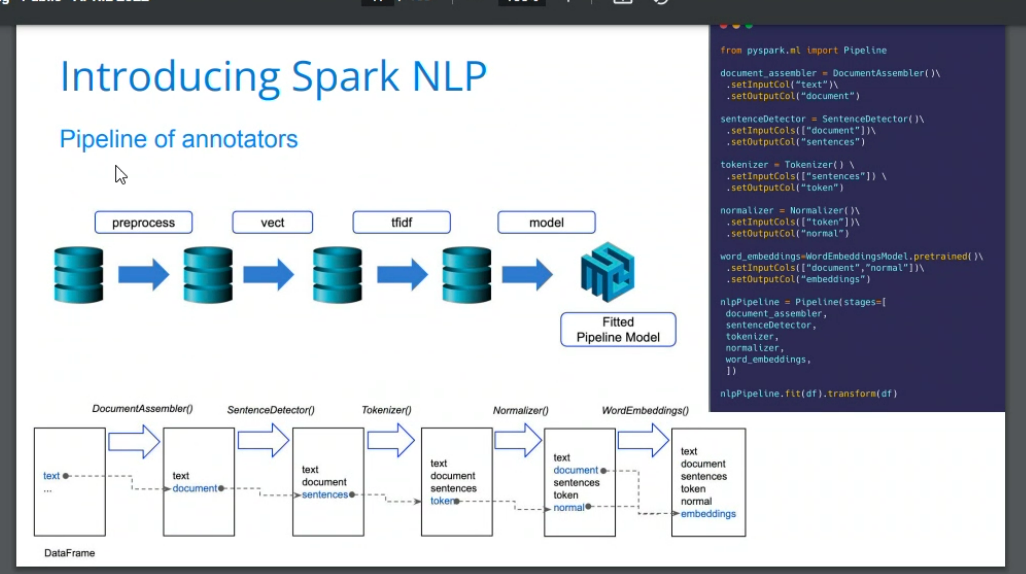 Introducing Spark NLP
Pipeline of annotators
preprocess
vect
tfidf
model
Fitted
Pipeline Model
from pyspark.ml import Pipeline
document_assembler = DocumentAssembler()\
.setInputCol("text")\
.setOutputCol("document")
sentenceDetector = SentenceDetector()\
.setInputCols(["document"])\
.setOutputCol("sentences")
tokenizer = Tokenizer() \
.setInputCols(["sentences"]) \
.setOutputCol("token")
normalizer = Normalizer()\
.setInputCols(["token"])\
.setOutputCol("normal")
word_embeddings=WordEmbeddingsModel.pretrained()\
.setInputCols(["document","normal"])\
.setOutputCol("embeddings")
nlpPipeline = Pipeline(stages=[
document_assembler,
sentenceDetector,
tokenizer,
normalizer,
word_embeddings,
])
nlpPipeline.fit(df).transform(df)
DocumentAssembler()
SentenceDetector()
Tokenizer()
Normalizer()
WordEmbeddings()
text
...
text
document
text
document
sentences
text
document
sentences
token
text
document
sentences
token
normal
text
document
sentences
token
normal
embeddings
DataFrame